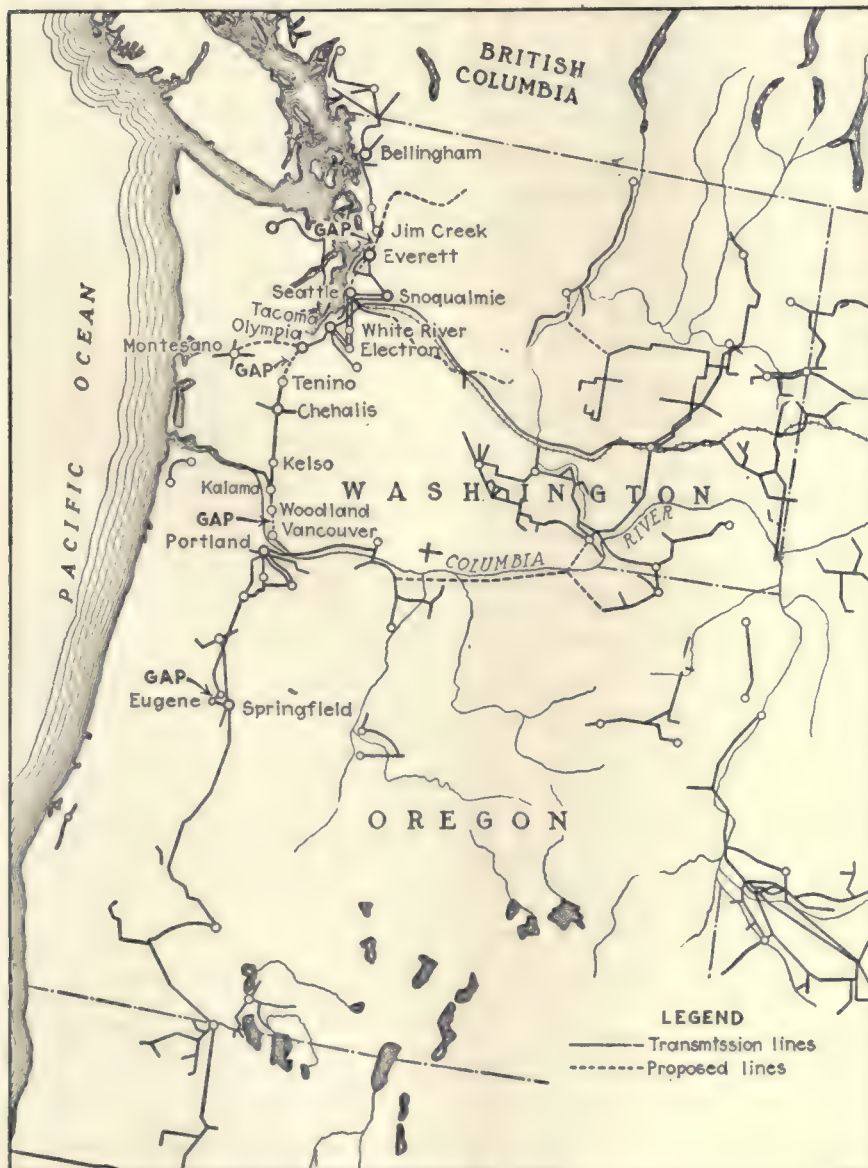 BRITISH
COLUMBIA
Bellingham
GAP
Jim Creek
Everett
Seattle
Snoqualmie
Tacoma
Olympia
White River
Electron
Montesano
GAP
Tenino
Chehalis
Kelso
Kalama
WASHINGTON
Woodland
GAP
Vancouver
Portland
COLUMBIA
RIVER
PACIFIC OCEAN
GAP
Eugene
Springfield
OREGON
LEGEND
Transmission lines
Proposed lines